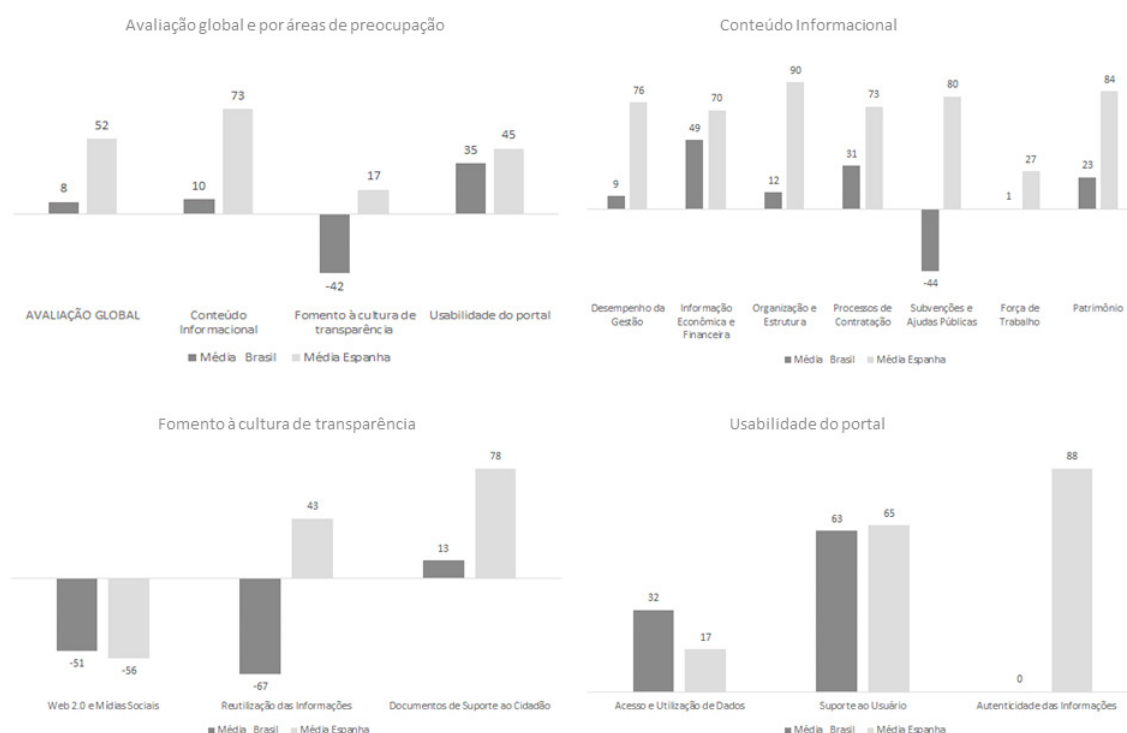 Avaliação global e por áreas de preocupação
8
52
10
73
-42
17
35
45
AVALIAÇÃO GLOBAL
Conteúdo
Informacional
Fomento à cultura de
transparência
Usabilidade do portal
Média Brasil
Média Espanha
Conteúdo Informacional
9
76
49
70
12
90
31
73
-44
80
1
27
23
84
Desempenho da
Gestão
Informação
Econômica e
Financeira
Organização e
Estrutura
Processos de
Contratação
Subvenções e
Ajudas Públicas
Força de
Trabalho
Patrimônio
Média Brasil
Média Espanha
Fomento à cultura de transparência
-51
-56
-67
43
13
78
Web 2.0 e Mídias Sociais
Reutilização das Informações
Documentos de Suporte ao Cidadão
Média Brasil
Média Espanha
Usabilidade do portal
32
17
63
65
0
88
Acesso e Utilização de Dados
Suporte ao Usuário
Autenticidade das Informações
Média Brasil
Média Espanha